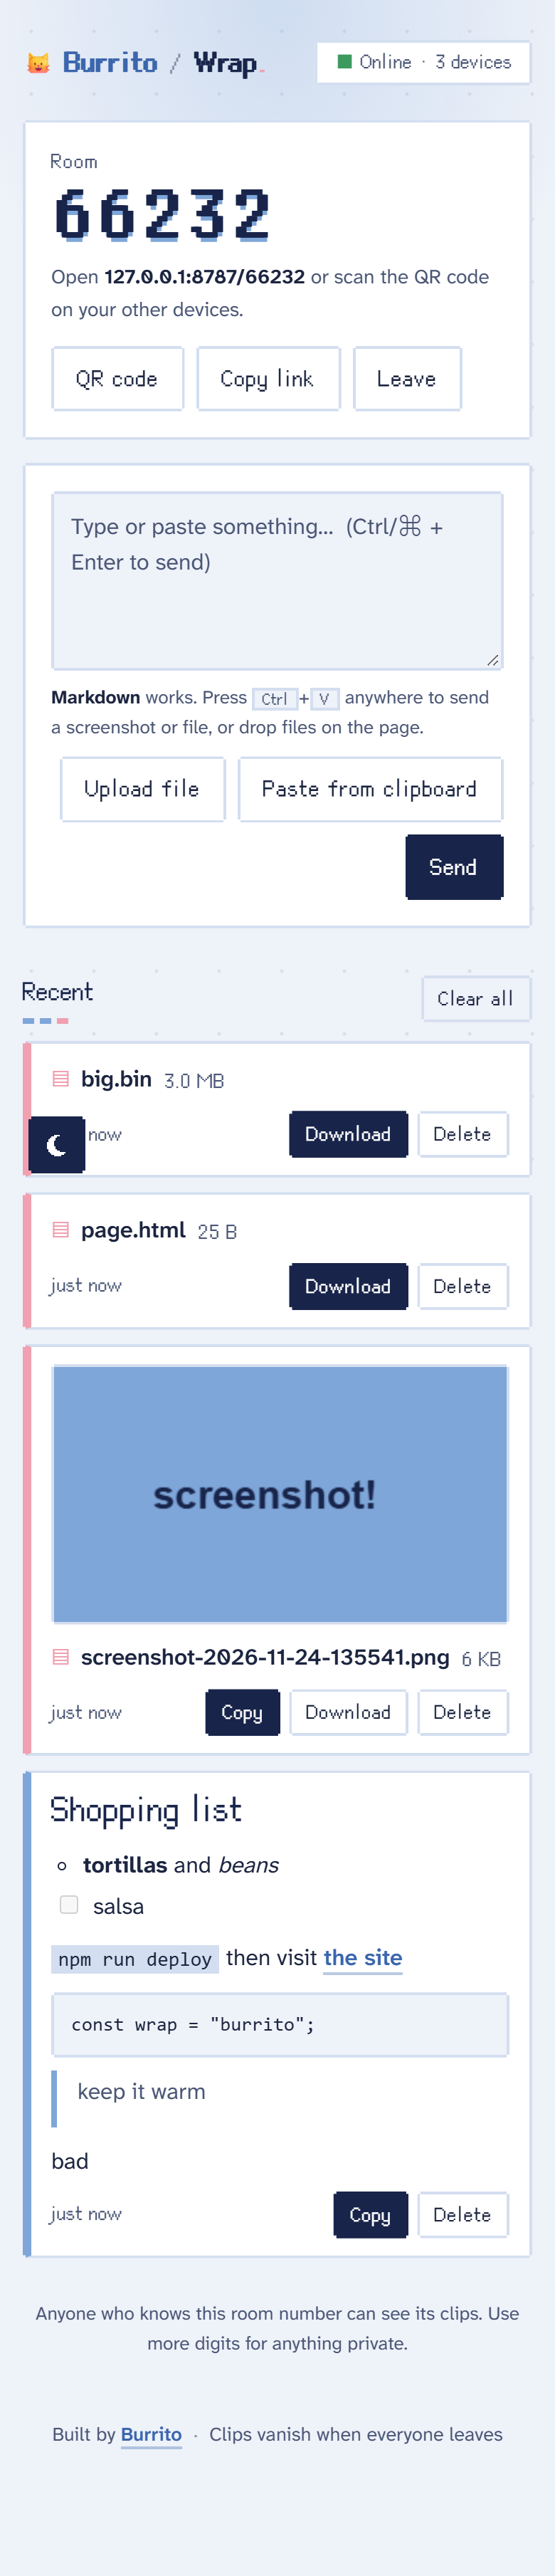 Burrito / Wrap.
Online · 3 devices
Room
66232
Open 127.0.0.1:8787/66232 or scan the QR code
on your other devices.
QR code
Copy link
Leave
Type or paste something... (Ctrl/⌘ +
Enter to send)
Markdown works. Press Ctrl+V anywhere to send
a screenshot or file, or drop files on the page.
Upload file
Paste from clipboard
Send
Recent
Clear all
big.bin 3.0 MB
now
Download
Delete
page.html 25 B
just now
Download
Delete
screenshot!
screenshot-2026-11-24-135541.png 6 KB
just now
Copy
Download
Delete
Shopping list
tortillas and beans
salsa
npm run deploy then visit the site
const wrap = "burrito";
keep it warm
bad
just now
Copy
Delete
Anyone who knows this room number can see its clips. Use
more digits for anything private.
Built by Burrito · Clips vanish when everyone leaves